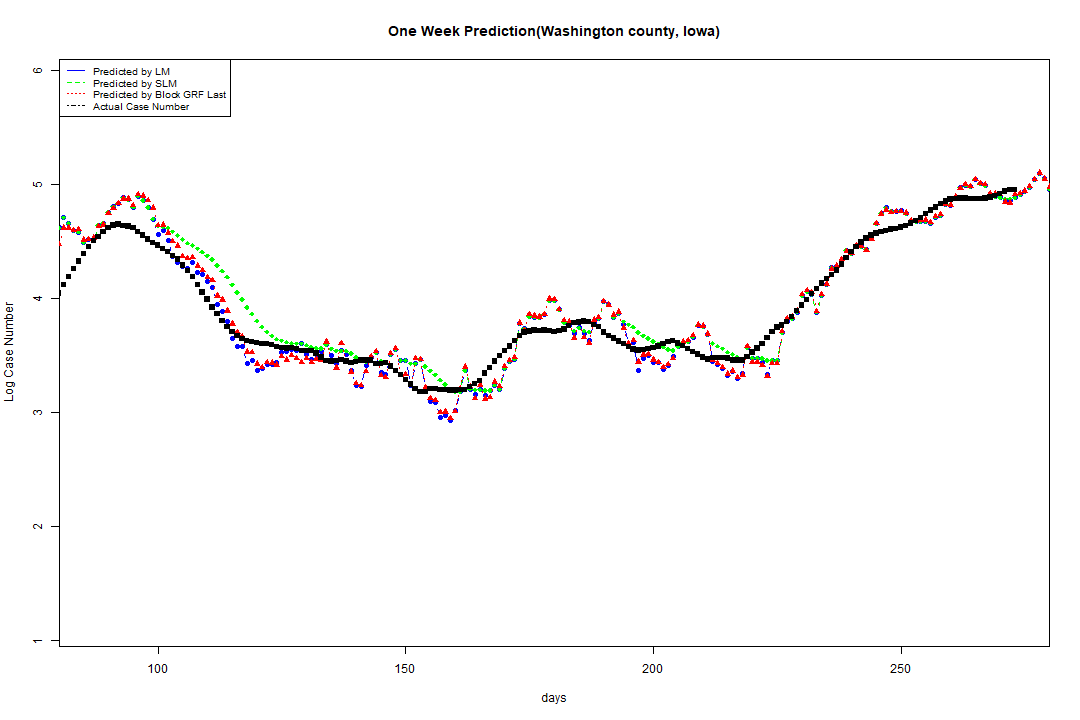 One Week Prediction(Washington county, Iowa)
Predicted by LM
Predicted by SLM
Predicted by Block GRF Last
Actual Case Number
6
5
4
3
2
1
Log Case Number
100
150
200
250
days